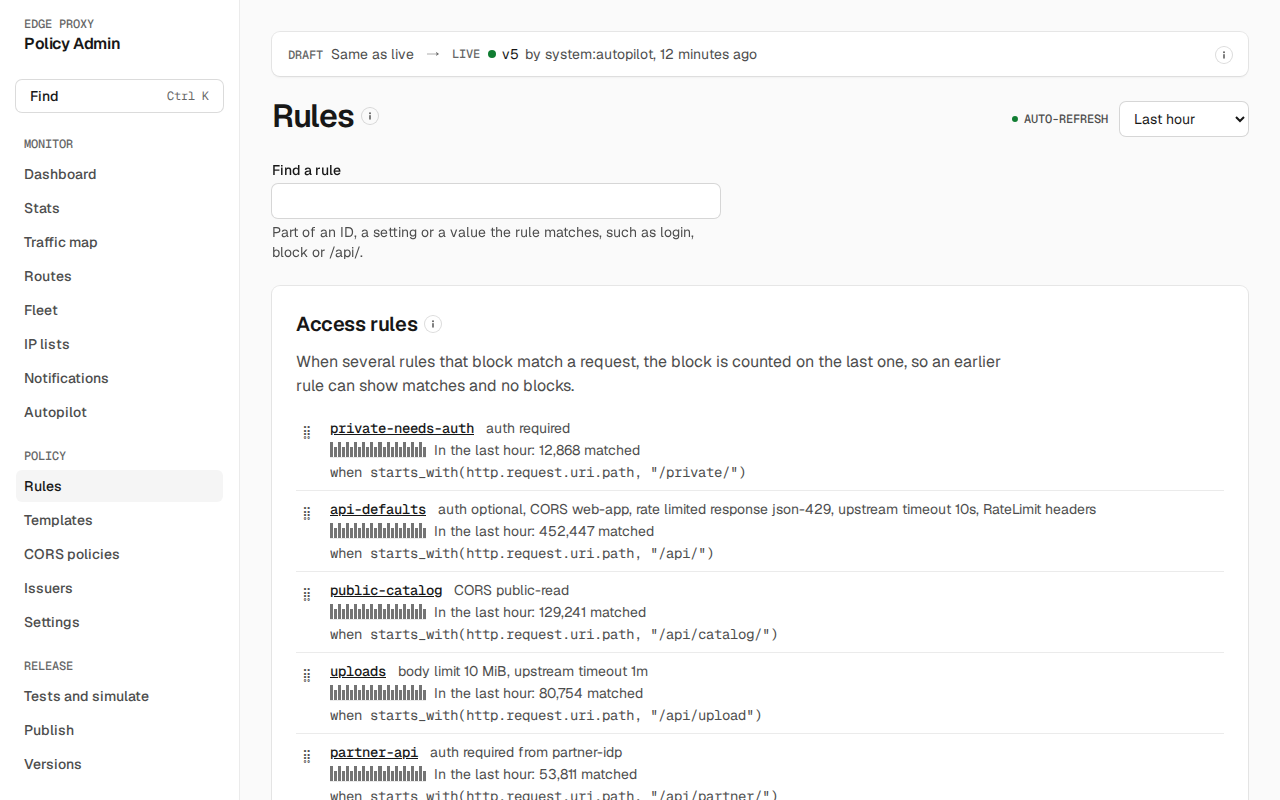 EDGE PROXY
Policy Admin
Find Ctrl K
MONITOR
Dashboard
Stats
Traffic map
Routes
Fleet
IP lists
Notifications
Autopilot
POLICY
Rules
Templates
CORS policies
Issuers
Settings
RELEASE
Tests and simulate
Publish
Versions
DRAFT Same as live → LIVE v5 by system:autopilot, 12 minutes ago
Rules
AUTO-REFRESH Last hour
Find a rule
Part of an ID, a setting or a value the rule matches, such as login,
block or /api/.
Access rules
When several rules that block match a request, the block is counted on the last one, so an earlier
rule can show matches and no blocks.
private-needs-auth auth required
In the last hour: 12,868 matched
when starts_with(http.request.uri.path, "/private/")
api-defaults auth optional, CORS web-app, rate limited response json-429, upstream timeout 10s, RateLimit headers
In the last hour: 452,447 matched
when starts_with(http.request.uri.path, "/api/")
public-catalog CORS public-read
In the last hour: 129,241 matched
when starts_with(http.request.uri.path, "/api/catalog/")
uploads body limit 10 MiB, upstream timeout 1m
In the last hour: 80,754 matched
when starts_with(http.request.uri.path, "/api/upload")
partner-api auth required from partner-idp
In the last hour: 53,811 matched
when starts_with(http.request.uri.path, "/api/partner/")